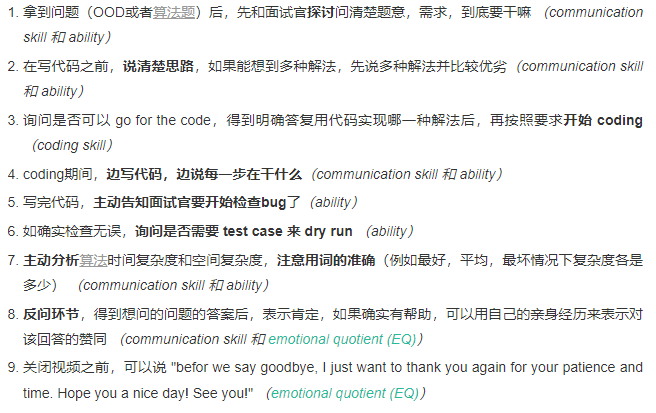 1. 拿到问题（OOD或者算法题）后，先和面试官探讨问清楚题意，需求，到底要干嘛（communication
skill 和 ability）
2. 在写代码之前，说清楚思路，如果能想到多种解法，先说多种解法并比较优劣（communication skill
和 ability）
3. 询问是否可以 go for the code，得到明确答复用代码实现哪一种解法后，再按照要求开始 coding
（coding skill）
4. coding期间，边写代码，边说每一步在干什么（communication skill 和 ability）
5. 写完代码，主动告知面试官要开始检查bug了（ability）
6. 如确实检查无误，询问是否需要 test case 来 dry run （ability）
7. 主动分析算法时间复杂度和空间复杂度，注意用词的准确（例如最好，平均，最坏情况下复杂度各是
多少）（communication skill 和 ability）
8. 反问环节，得到想问的问题的答案后，表示肯定，如果确实有帮助，可以用自己的亲身经历来表示对
该回答的赞同（communication skill 和 emotional quotient (EQ)）
9. 关闭视频之前，可以说 "befor we say goodbye, I just want to thank you again for your patience and
time. Hope you a nice day! See you!"（emotional quotient (EQ)）